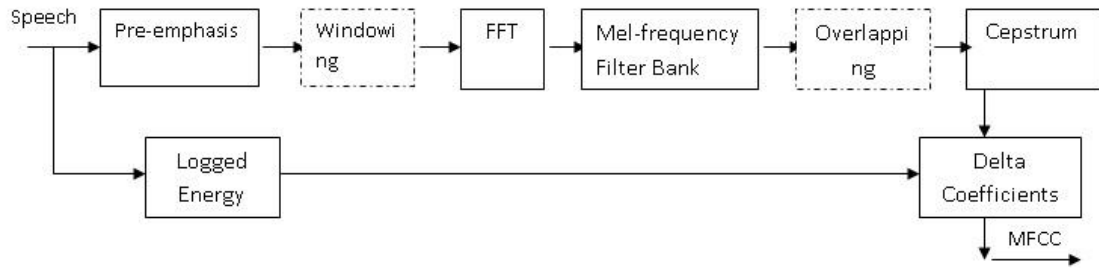 Speech
Pre-emphasis
Windowi
ng
FFT
Mel-frequency
Filter Bank
Overlappi
ng
Cepstrum
Logged
Energy
Delta
Coefficients
MFCC